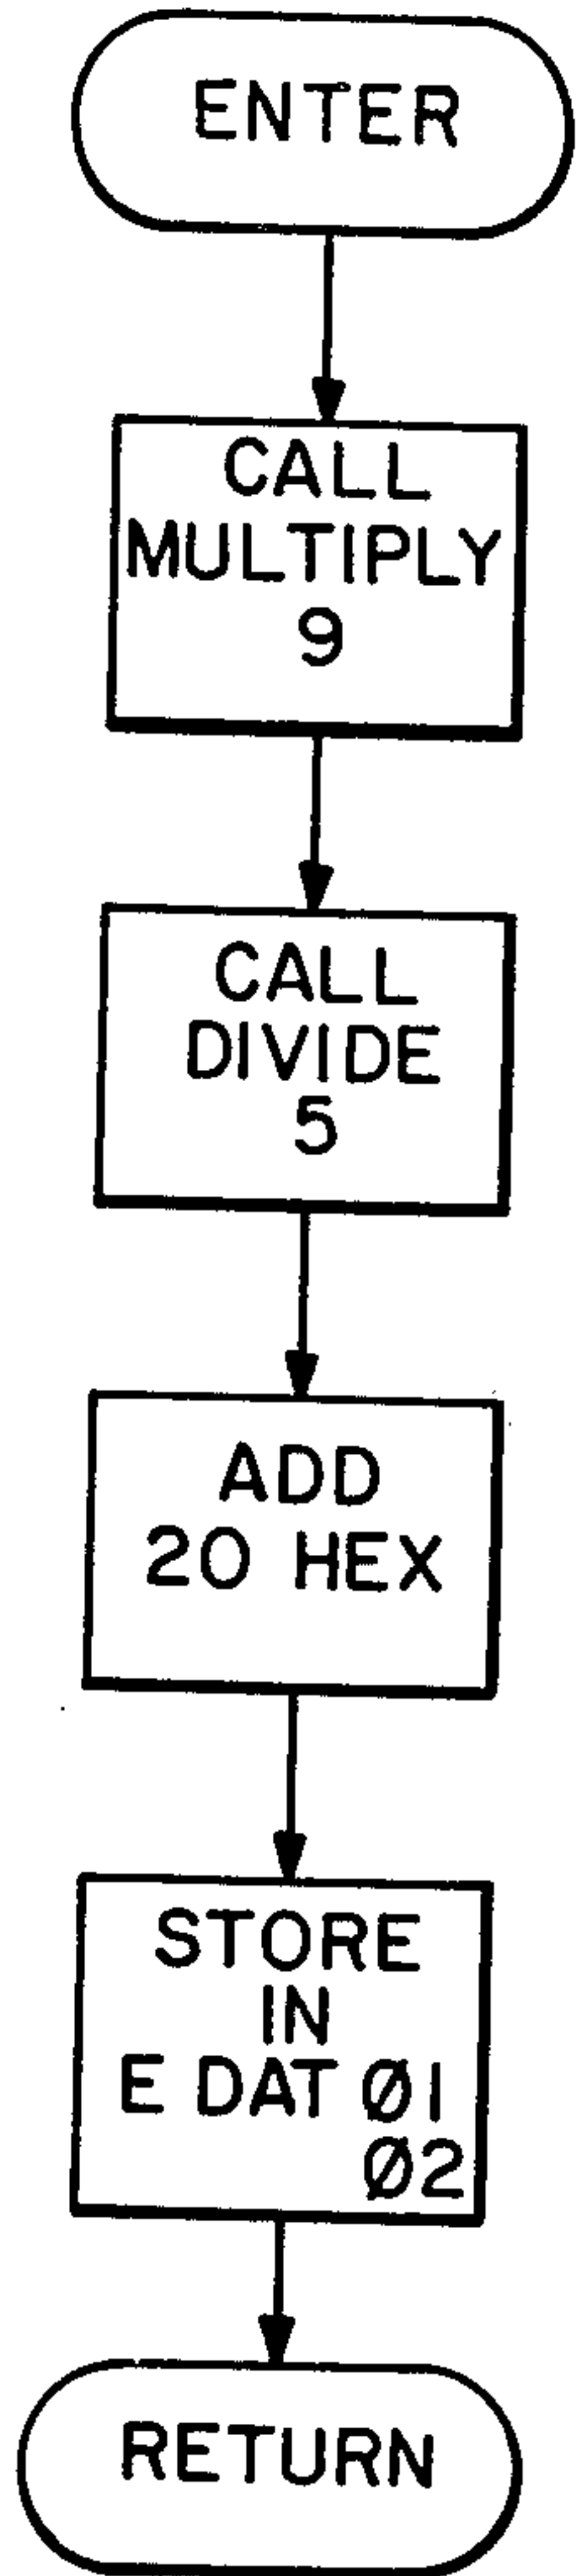 ENTER
CALL
MULTIPLY
9
CALL
DIVIDE
5
ADD
20 HEX
STORE
IN
E DAT Ø1
Ø2
RETURN